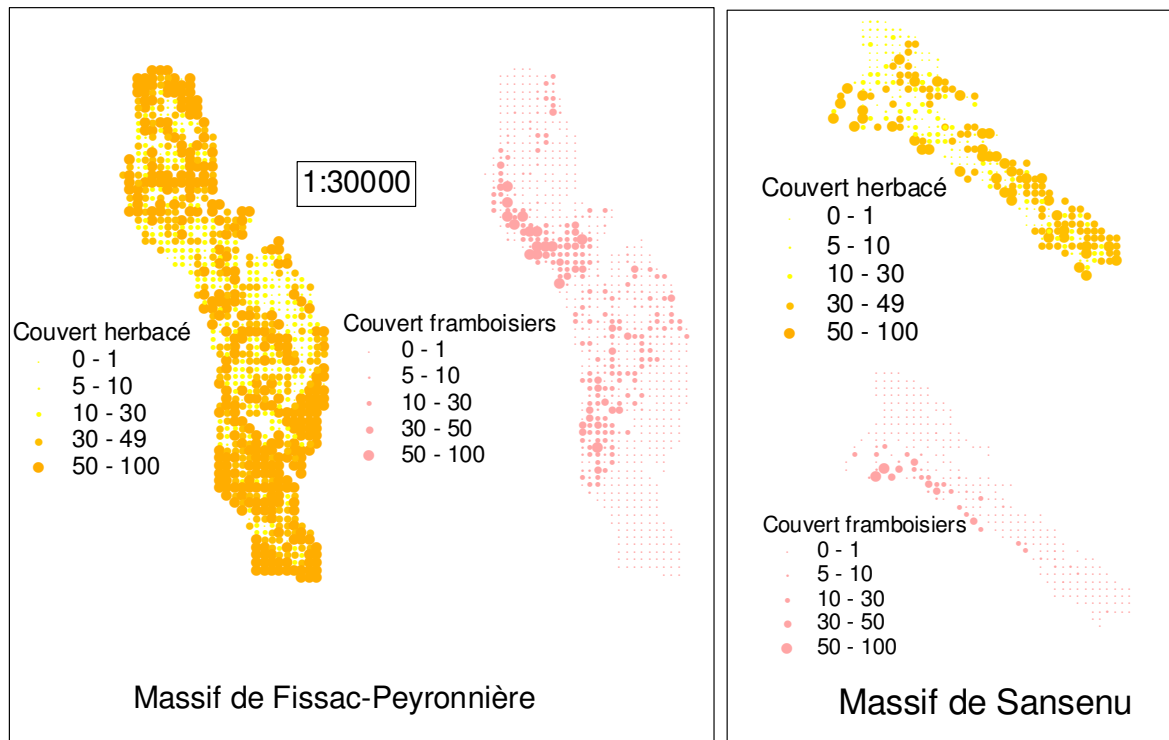 1:30000
Couvert herbacé
0 - 1
5 - 10
10 - 30
30 - 49
50 - 100
Couvert framboisiers
0 - 1
5 - 10
10 - 30
30 - 50
50 - 100
Massif de Fissac-Peyronnière
Couvert herbacé
0 - 1
5 - 10
10 - 30
30 - 49
50 - 100
Couvert framboisiers
0 - 1
5 - 10
10 - 30
30 - 50
50 - 100
Massif de Sansenu